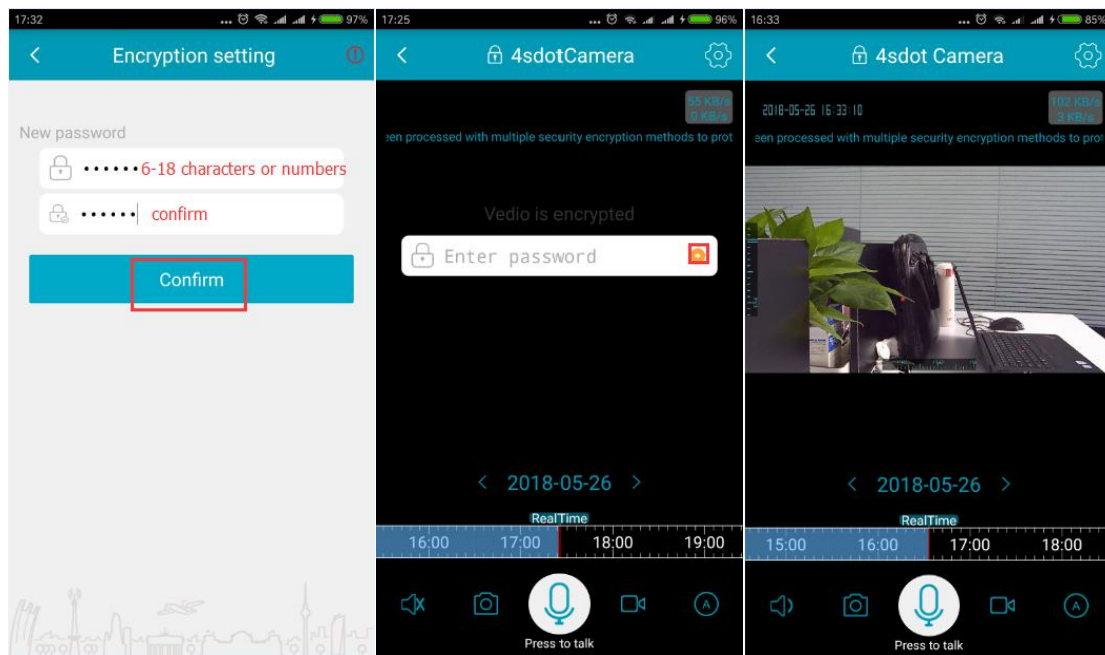 17:32 ... 97%
Encryption setting
New password
6-18 characters or numbers
confirm
Confirm
17:25 ... 96%
4sdotCamera
55 KB/s
0 KB/s
een processed with multiple security encryption methods to prot
Vedio is encrypted
Enter password
2018-05-26
RealTime
16:00 17:00 18:00 19:00
Press to talk
16:33 ... 85%
4sdot Camera
2018-05-26 16:33:10
102 KB/s
3 KB/s
een processed with multiple security encryption methods to prot
2018-05-26
RealTime
15:00 16:00 17:00 18:00
A
Press to talk